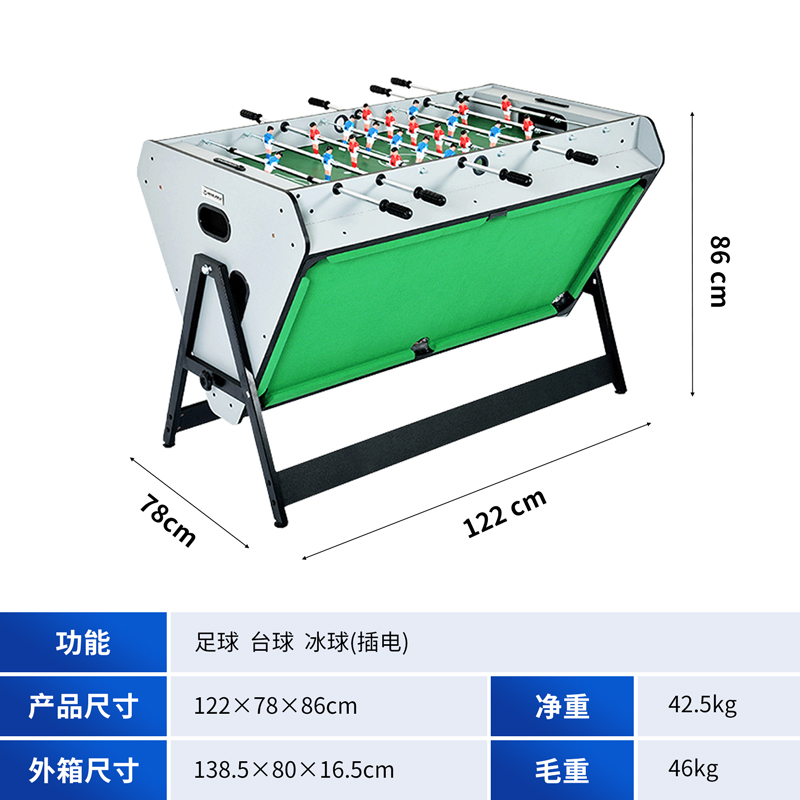 86 cm
78cm
122 cm
功能
足球 台球 冰球(插电)
产品尺寸
122×78×86cm
净重
42.5kg
外箱尺寸
138.5×80×16.5cm
毛重
46kg